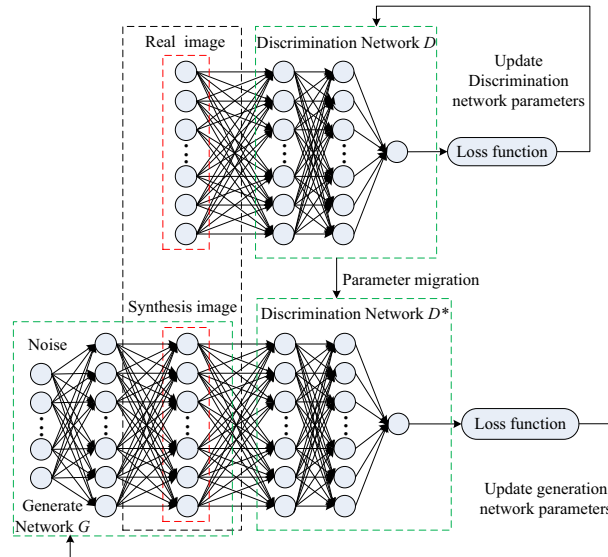 Real image
Discrimination Network D
Update
Discrimination
network parameters
Loss function
Parameter migration
Synthesis image
Discrimination Network D*
Noise
Loss function
Generate
Network G
Update generation
network parameters